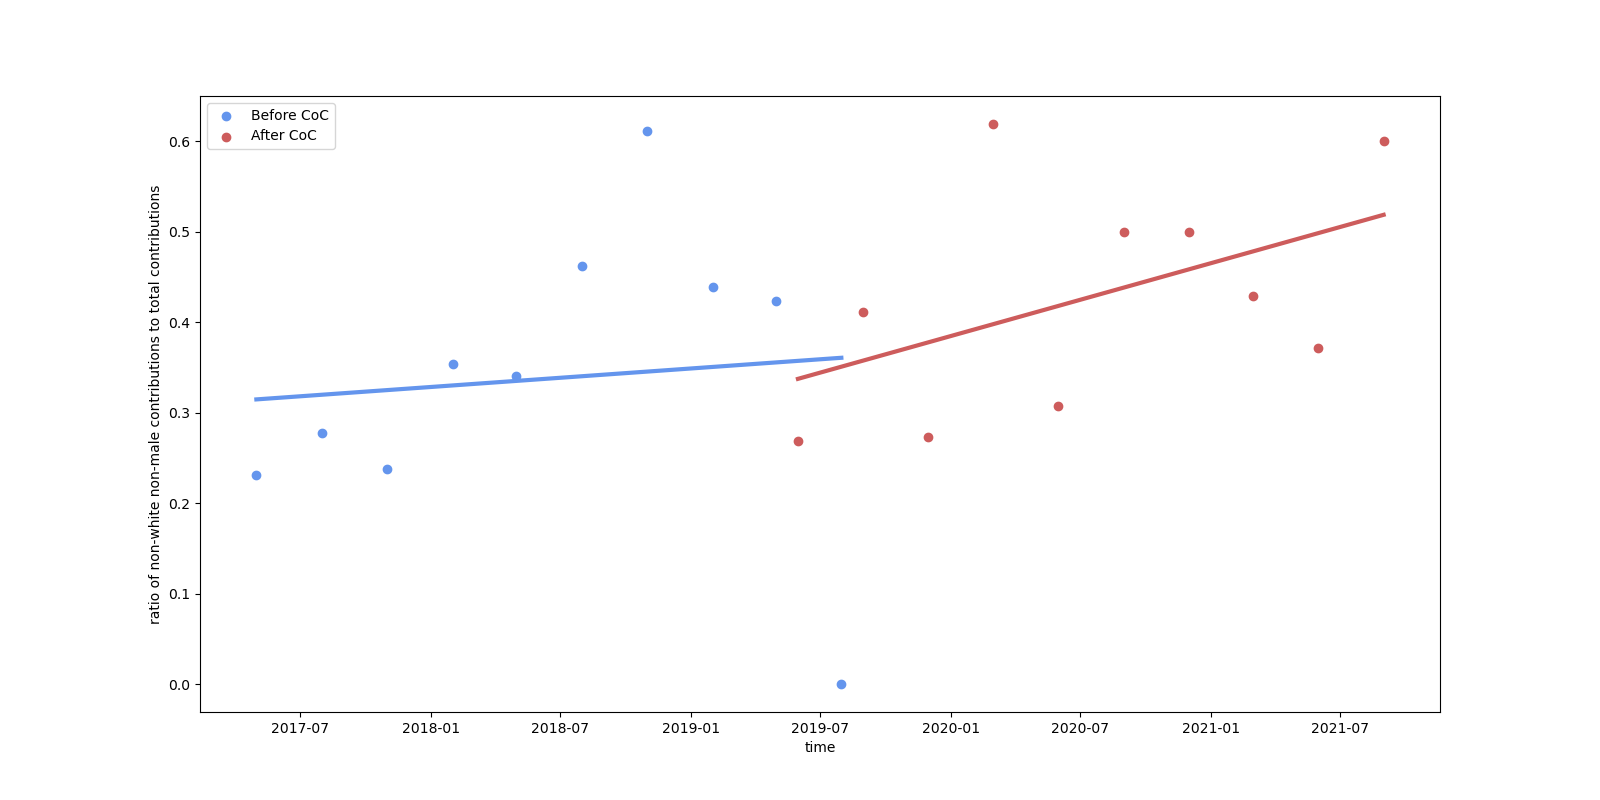 Before CoC
After CoC
ratio of non-white non-male contributions to total contributions
0.6
0.5
0.4
0.3
0.2
0.1
0.0
2017-07 2018-01 2018-07 2019-01 2019-07 2020-01 2020-07 2021-01 2021-07
time